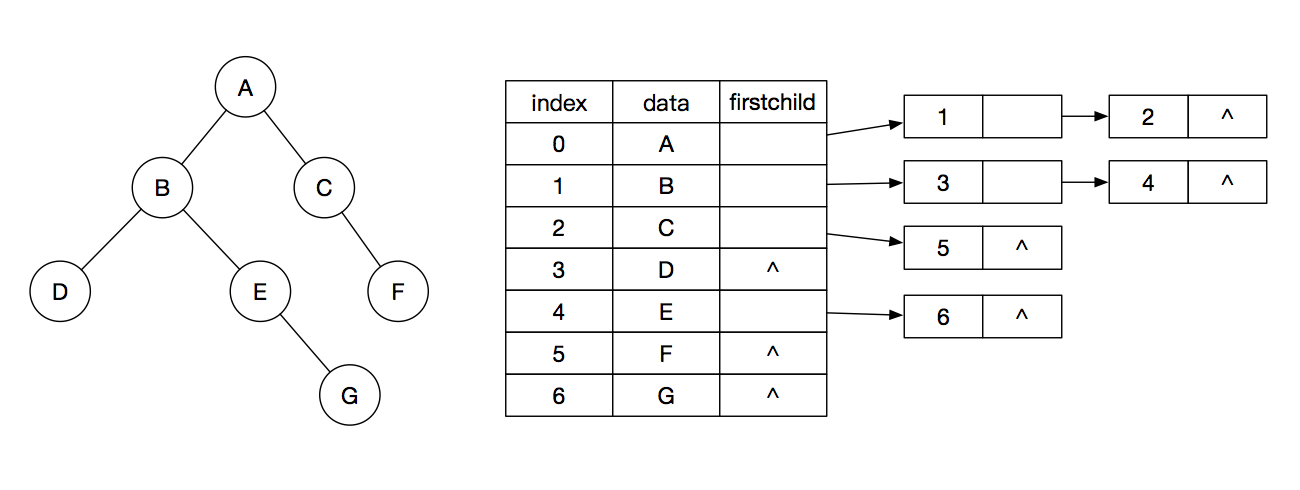 A
B C
D E F
G
index data firstchild
0 A
1 B
2 C
3 D ^
4 E
5 F ^
6 G ^
1 2 ^
3 4 ^
5 ^
6 ^